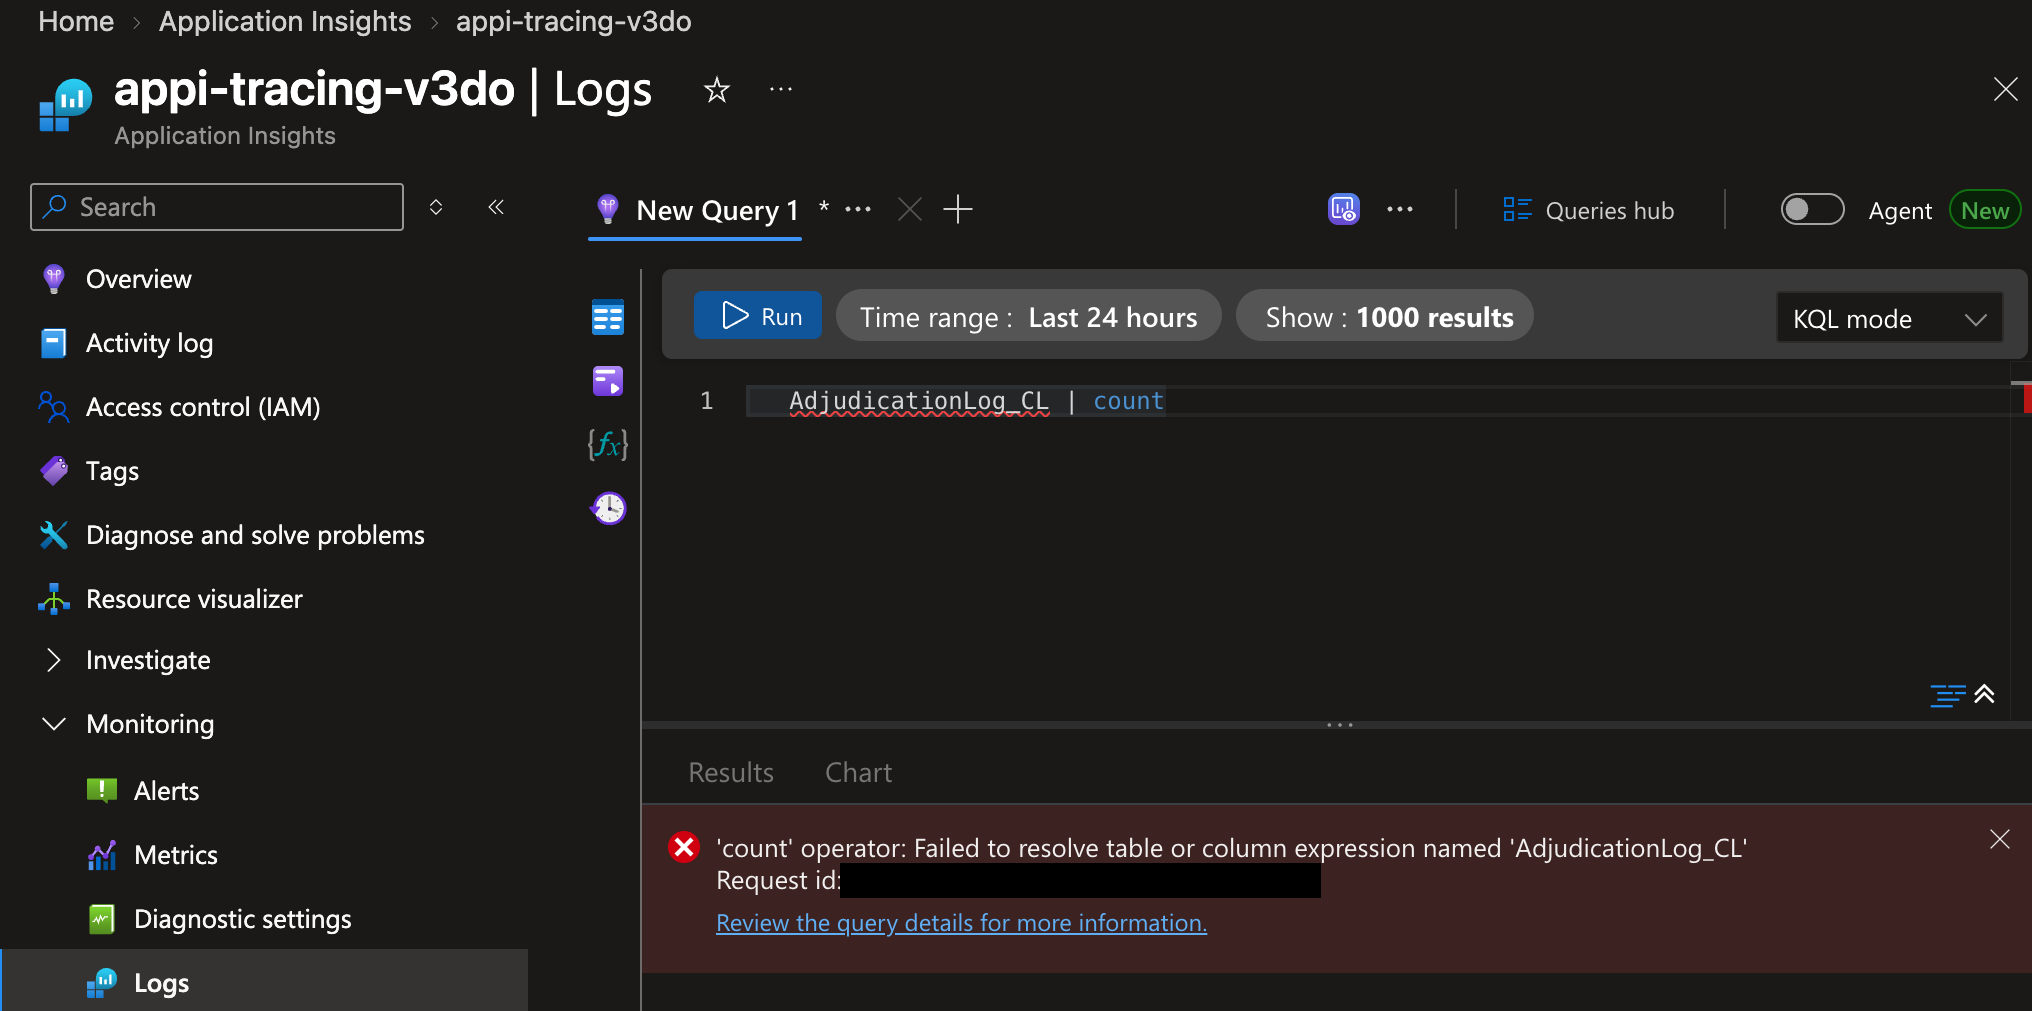 Home > Application Insights > appi-tracing-v3do
appi-tracing-v3do | Logs
Application Insights
Search
Overview
Activity log
Access control (IAM)
Tags
Diagnose and solve problems
Resource visualizer
Investigate
Monitoring
Alerts
Metrics
Diagnostic settings
Logs
New Query 1 * ...
Queries hub
Agent New
Run
Time range : Last 24 hours
Show : 1000 results
KQL mode
1 AdjudicationLog_CL | count
Results Chart
'count' operator: Failed to resolve table or column expression named 'AdjudicationLog_CL'
Request id:
Review the query details for more information.